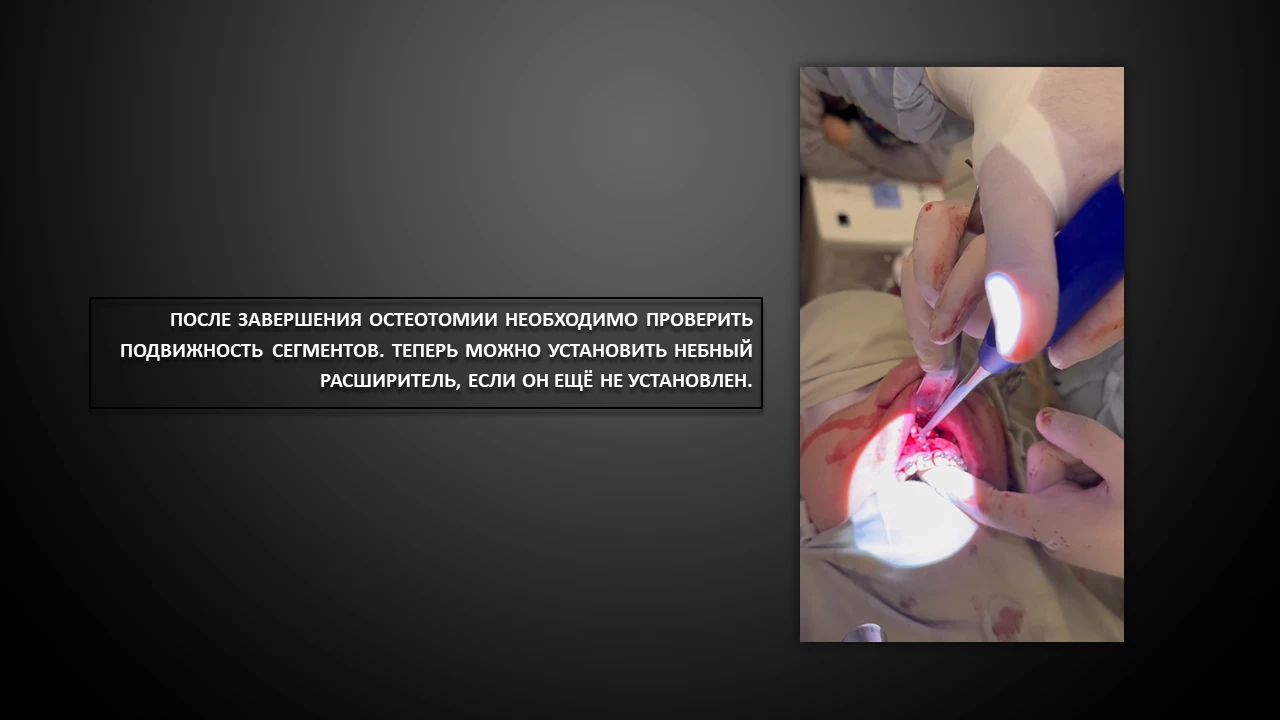 ПОСЛЕ ЗАВЕРШЕНИЯ ОСТЕОТОМИИ НЕОБХОДИМО ПРОВЕРИТЬ
ПОДВИЖНОСТЬ СЕГМЕНТОВ. ТЕПЕРЬ МОЖНО УСТАНОВИТЬ НЕБНЫЙ
РАСШИРИТЕЛЬ, ЕСЛИ ОН ЕЩЁ НЕ УСТАНОВЛЕН.